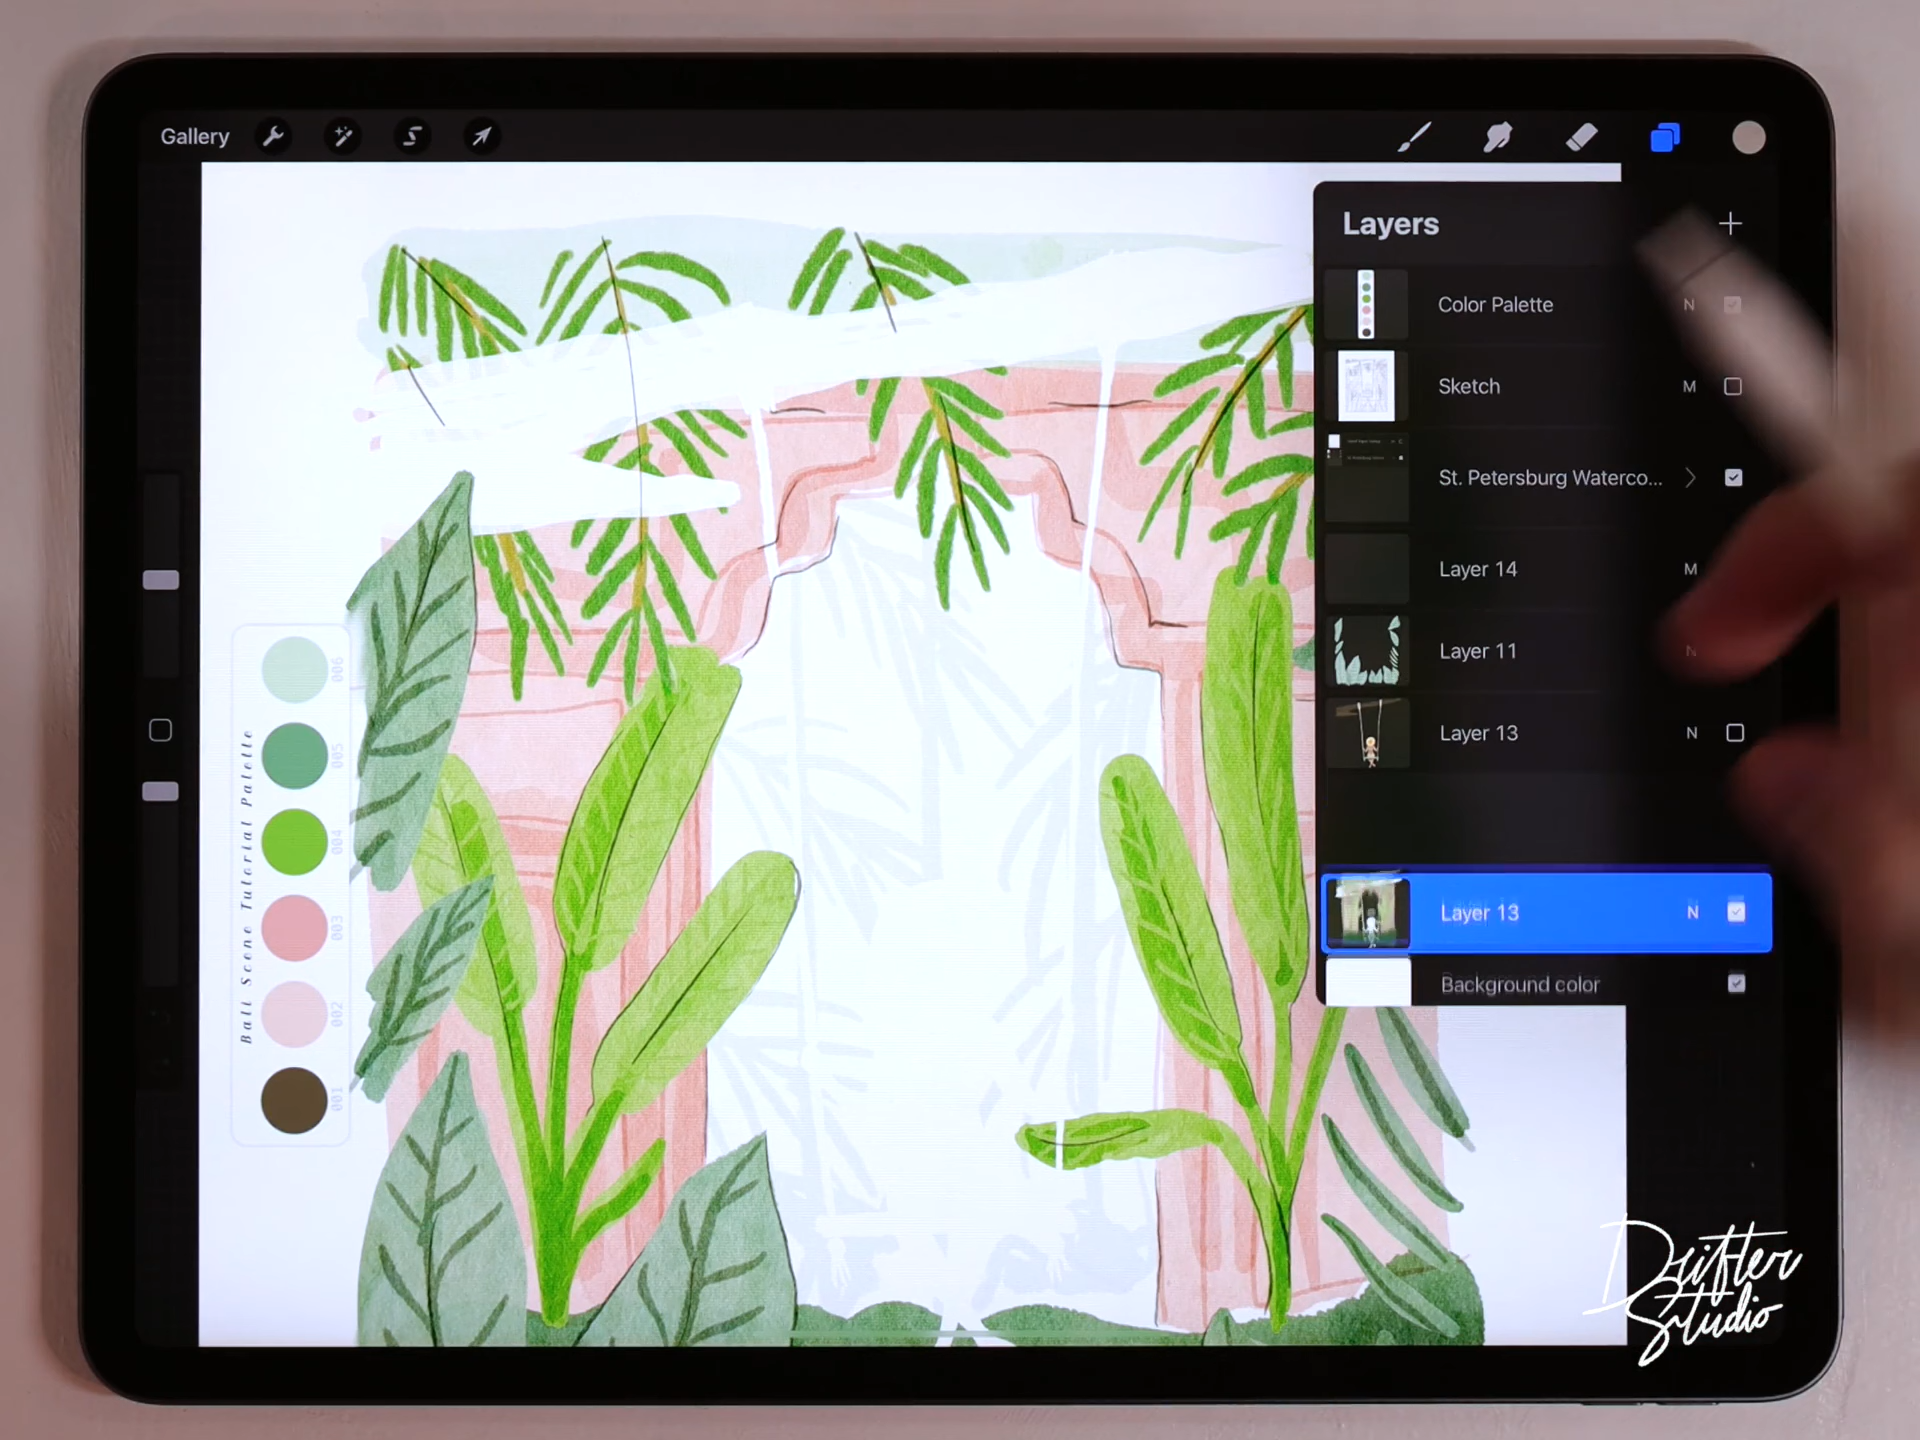 Gallery
Layers
Color Palette N
Sketch M
St. Petersburg Waterco...
Layer 14 M
Layer 11 N
Layer 13 N
Layer 13 N
Background color
Bali Scene Tutorial Palette
006
005
004
003
002
001
Drifter
Studio